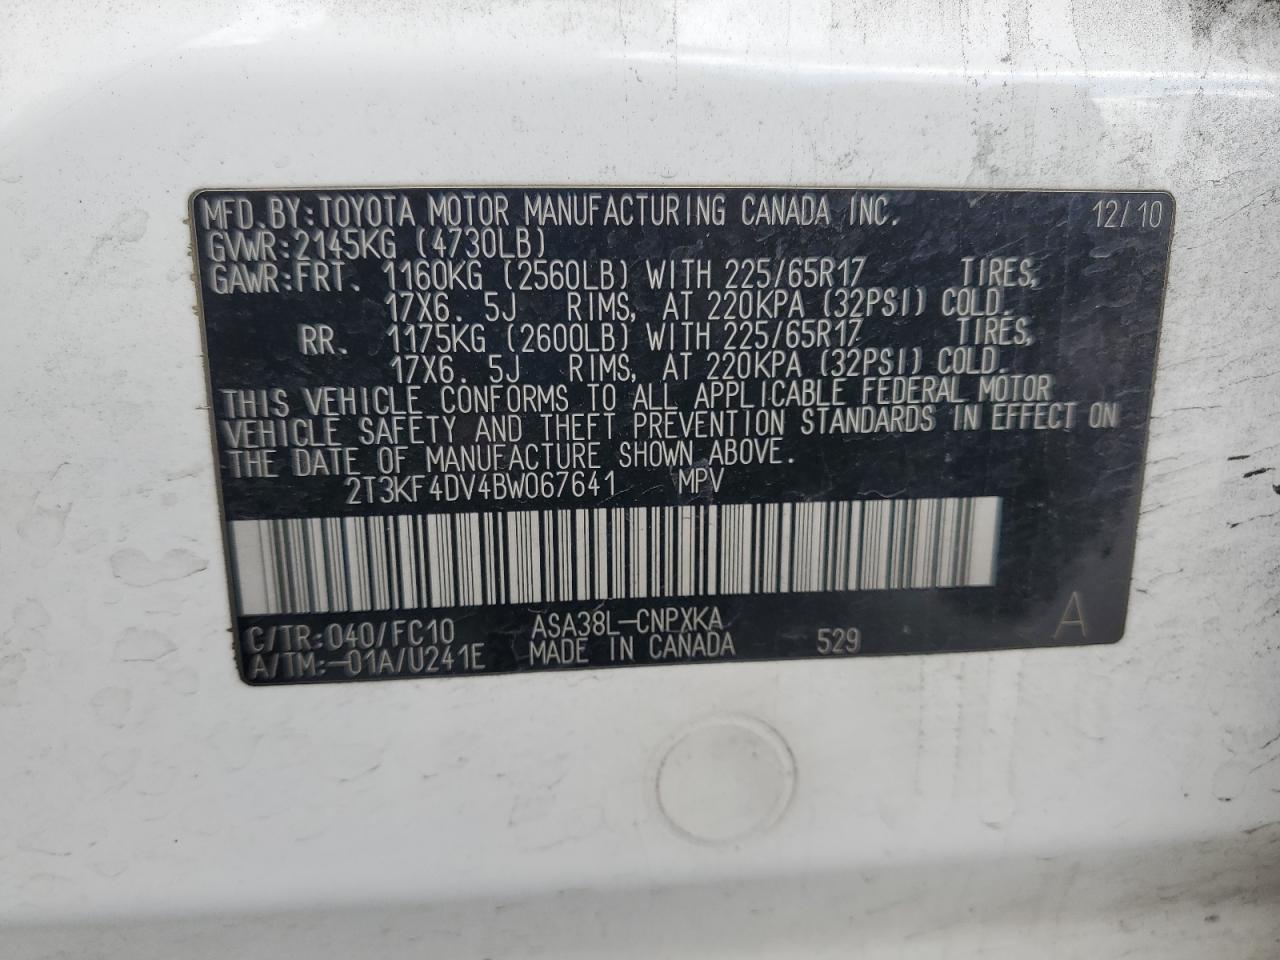 MFD.BY:TOYOTA MOTOR MANUFACTURING CANADA INC. 12/10
GVWR:2145KG (4730LB)
GAWR:FRT. 1160KG (2560LB) WITH 225/65R17 TIRES,
17X6. 5J RIMS, AT 220KPA (32PSI) COLD.
RR. 1175KG (2600LB) WITH 225/65R17 TIRES,
17X6. 5J RIMS, AT 220KPA (32PSI) COLD.
THIS VEHICLE CONFORMS TO ALL APPLICABLE FEDERAL MOTOR
VEHICLE SAFETY AND THEFT PREVENTION STANDARDS IN EFFECT ON
THE DATE OF MANUFACTURE SHOWN ABOVE.
2T3KF4DV4BW067641 MPV
C/TR:040/FC10 ASA38L-CNPXKA
A/TM:-01A/U241E MADE IN CANADA 529 A